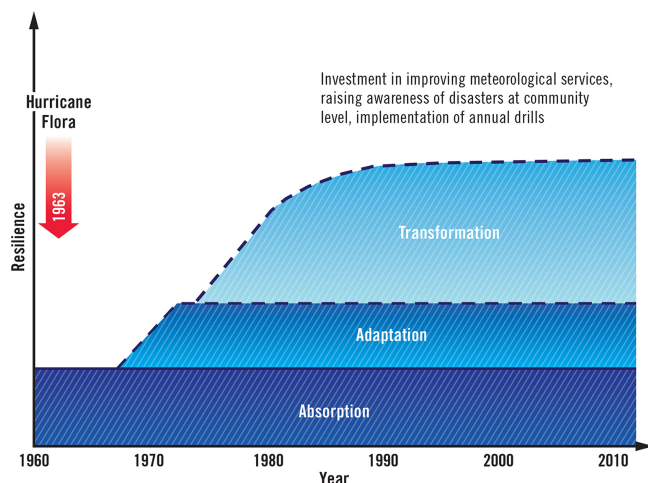 Investment in improving meteorological services,
raising awareness of disasters at community
level, implementation of annual drills
Hurricane
Flora
1963
Resilience
Transformation
Adaptation
Absorption
1960 1970 1980 1990 2000 2010
Year